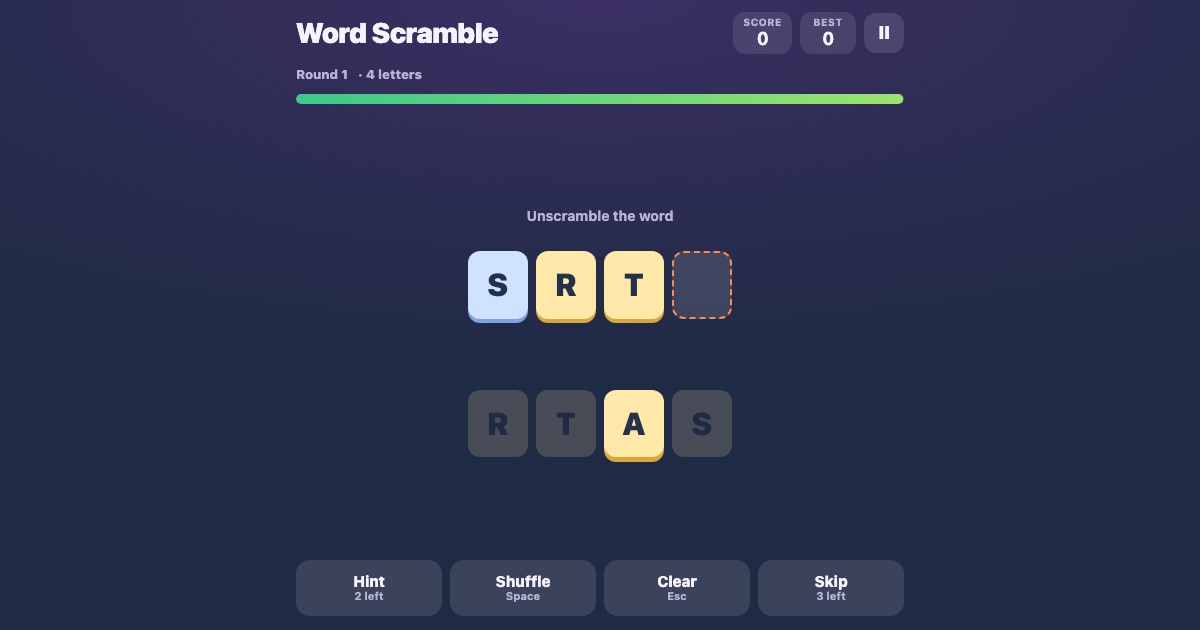 Word Scramble
SCORE
0
BEST
0
Round 1 · 4 letters
Unscramble the word
S R T
R T A S
Hint
2 left
Shuffle
Space
Clear
Esc
Skip
3 left